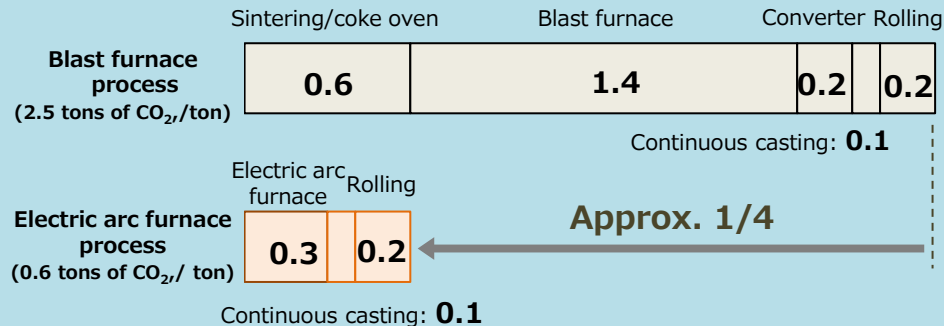 Sintering/coke oven
Blast furnace
Converter
Rolling
Blast furnace
process
(2.5 tons of CO₂,/ton)
0.6
1.4
0.2
0.2
Continuous casting: 0.1
Electric arc
furnace
Rolling
Electric arc furnace
process
(0.6 tons of CO₂,/ ton)
0.3
0.2
Approx. 1/4
Continuous casting: 0.1